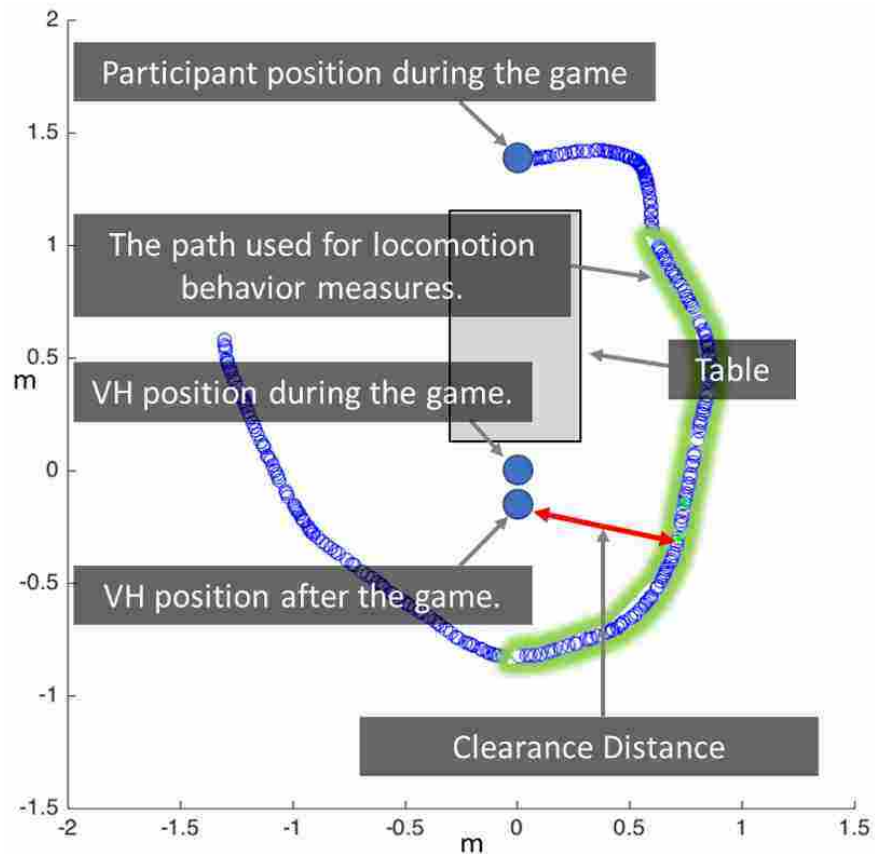 2
Participant position during the game
1.5
The path used for locomotion
behavior measures.
1
0.5
m
Table
VH position during the game.
0
-0.5
VH position after the game.
-1
Clearance Distance
-1.5
-2
-1.5
-1
-0.5
0
0.5
1
1.5
m